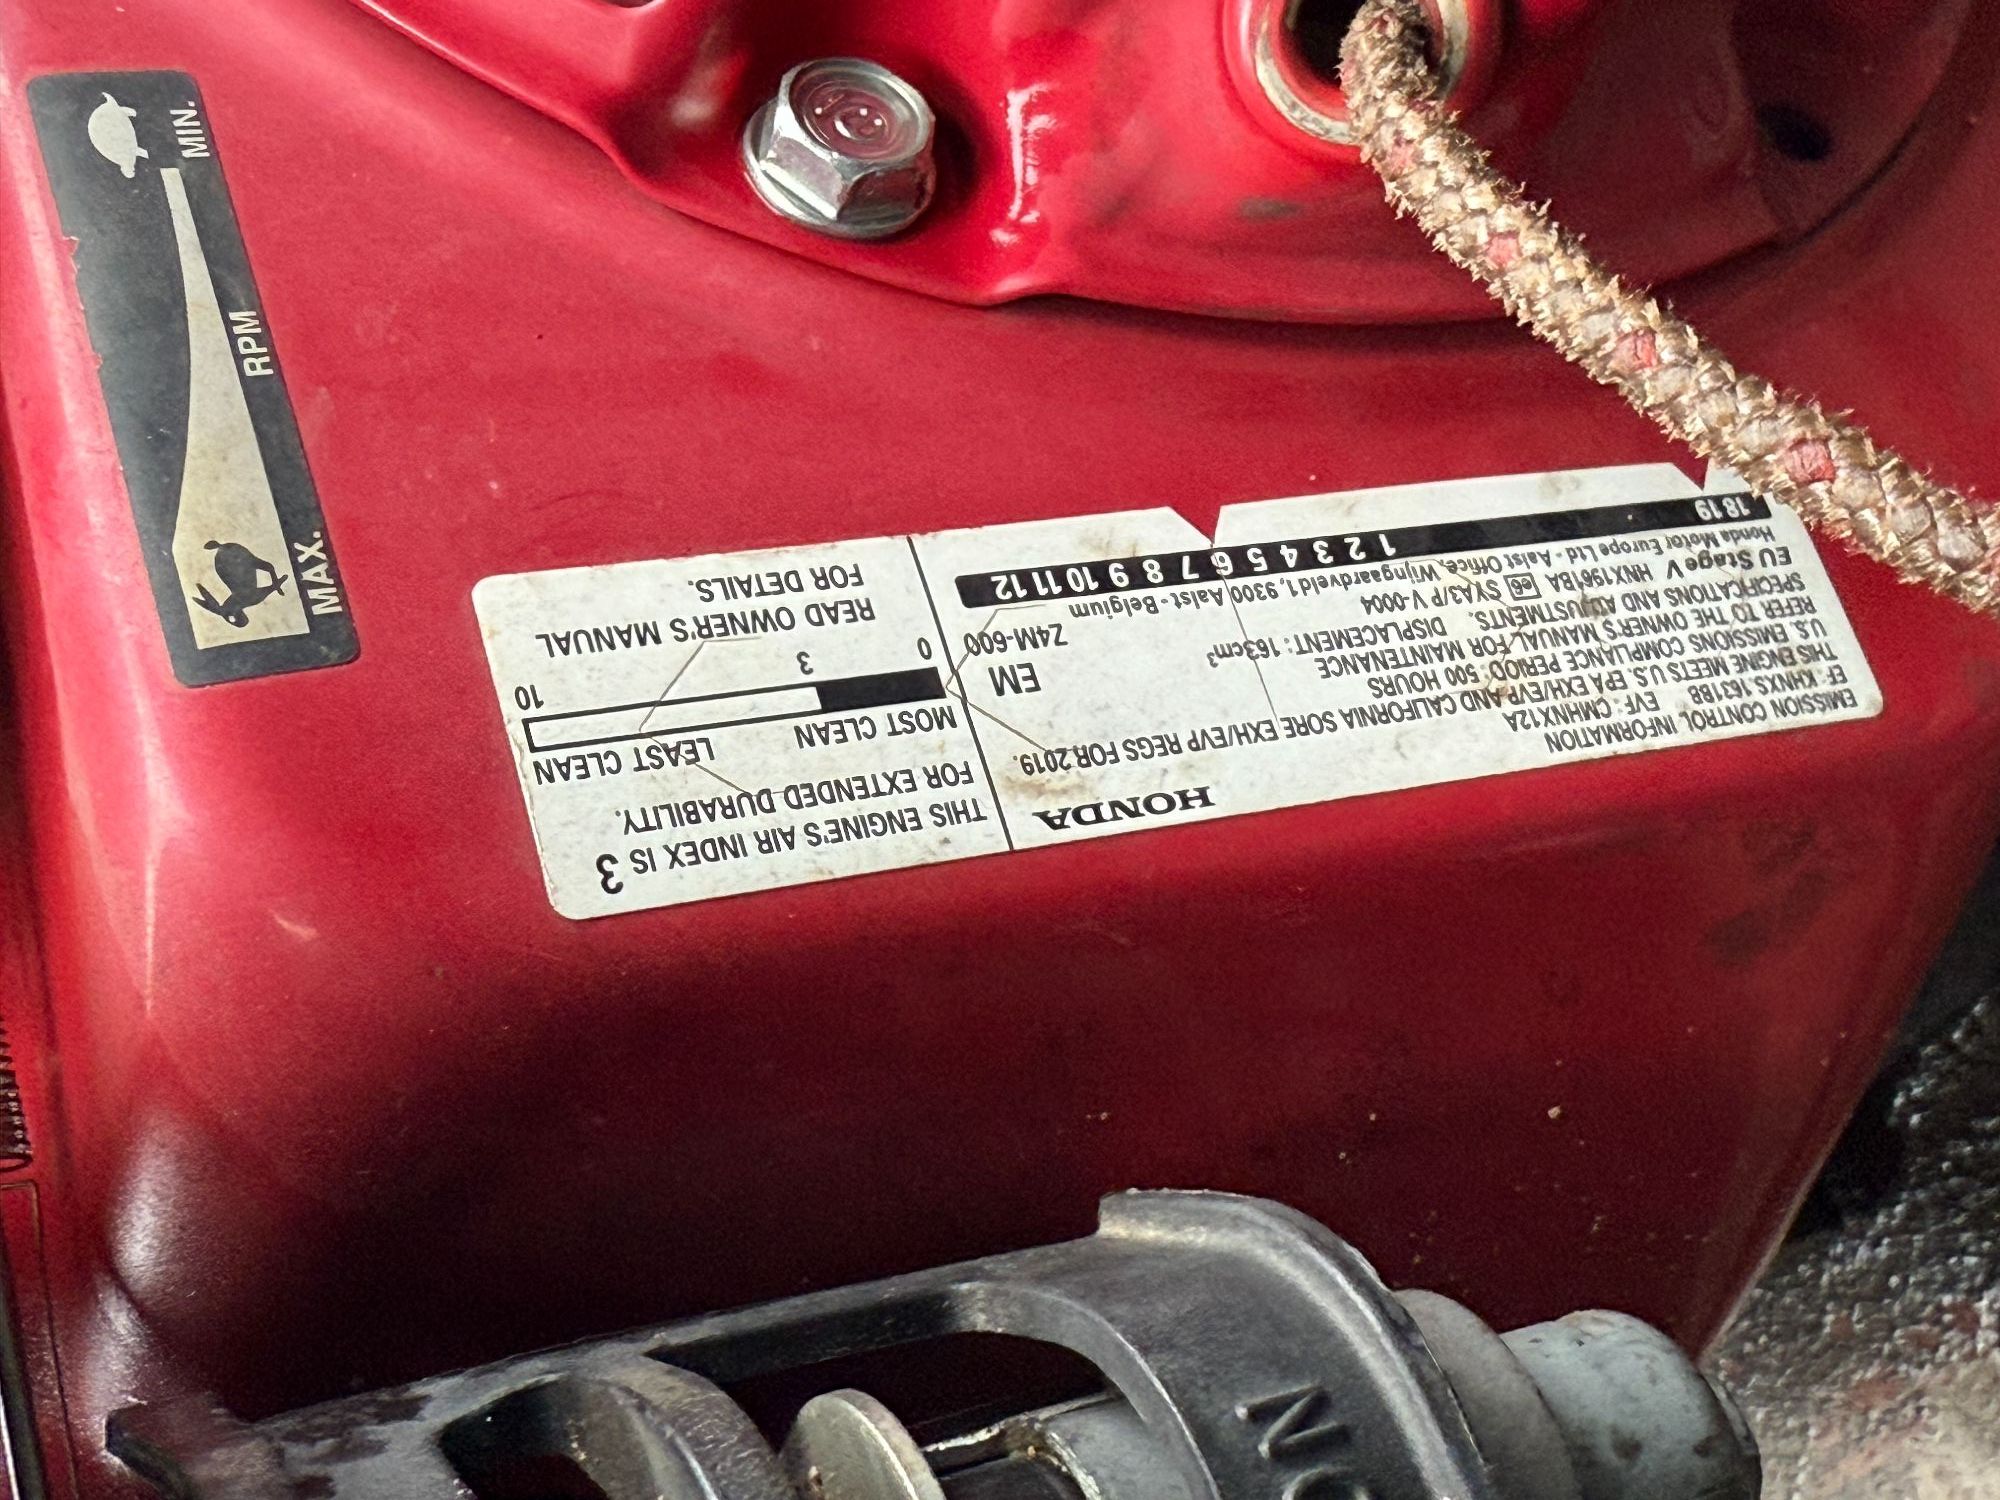 MIN.
RPM
MAX.
EMISSION CONTROL INFORMATION
HONDA
EF: KHNXS.1631BB EVF: CMHNX12A
THIS ENGINE MEETS U.S. EPA EXH/EVP AND CALIFORNIA SORE EXH/EVP REGS FOR 2019.
U.S. EMISSIONS COMPLIANCE PERIOD: 500 HOURS
REFER TO THE OWNER'S MANUAL FOR MAINTENANCE
SPECIFICATIONS AND ADJUSTMENTS. DISPLACEMENT: 163cm³
EM
EU Stage V HNX1961BA e6 SYA3/P V-0004
Z4M-600
Honda Motor Europe Ltd - Aalst Office, Wijngaardveld 1, 9300 Aalst - Belgium
18 19 1 2 3 4 5 6 7 8 9 10 11 12
THIS ENGINE'S AIR INDEX IS 3
FOR EXTENDED DURABILITY.
MOST CLEAN LEAST CLEAN
0 3 10
READ OWNER'S MANUAL
FOR DETAILS.
ON